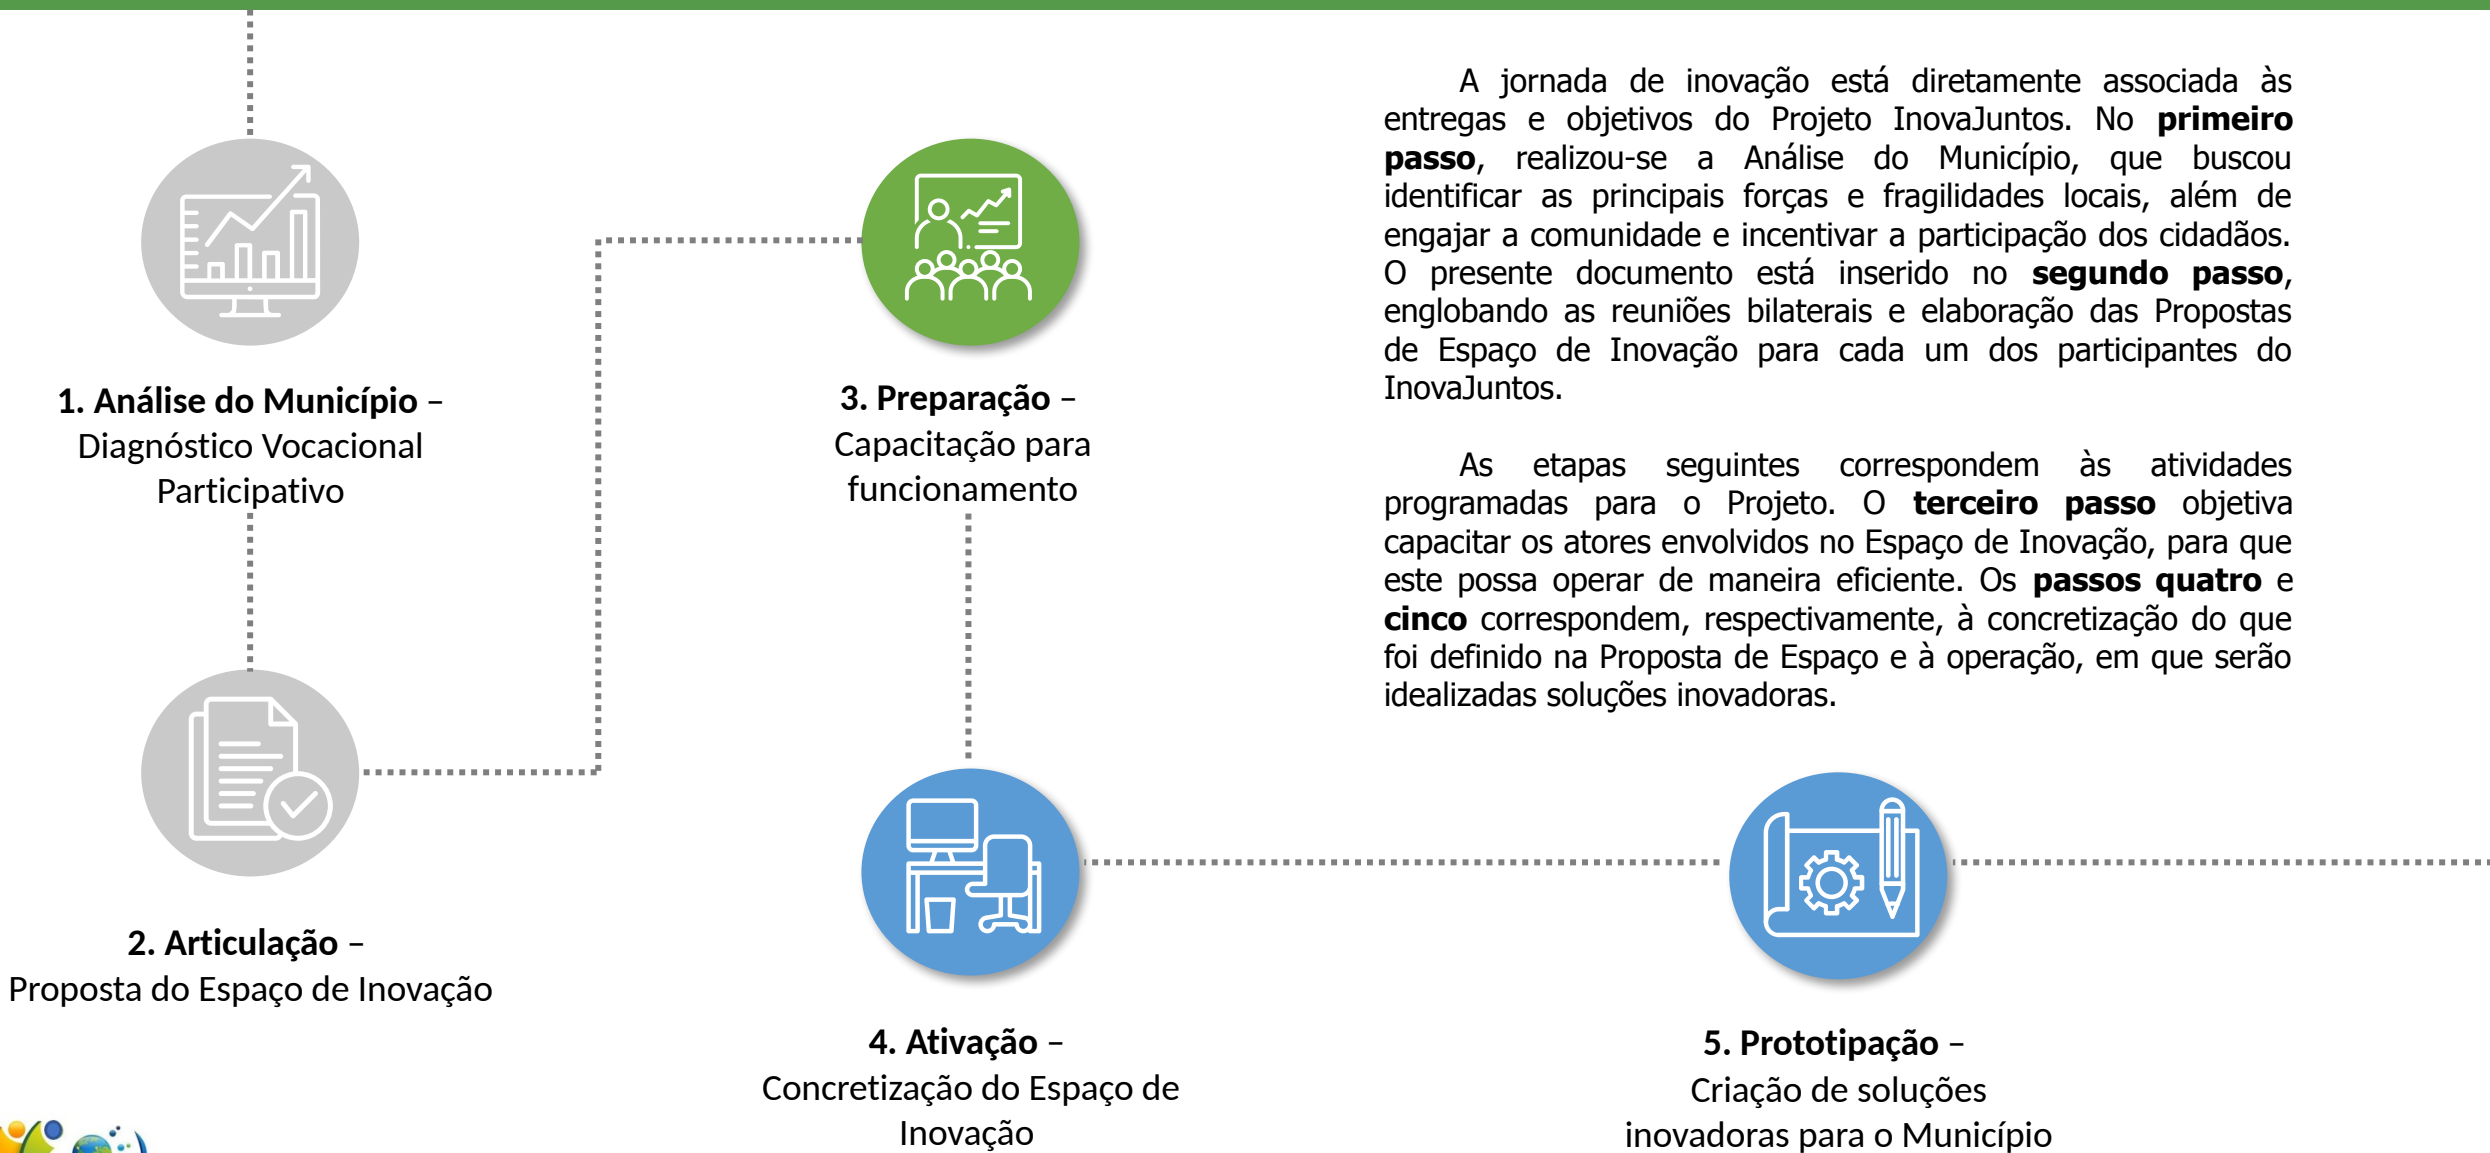 1. Análise do Município –
Diagnóstico Vocacional
Participativo
2. Articulação –
Proposta do Espaço de Inovação
3. Preparação –
Capacitação para
funcionamento
4. Ativação –
Concretização do Espaço de
Inovação
5. Prototipação –
Criação de soluções
inovadoras para o Município
A jornada de inovação está diretamente associada às
entregas e objetivos do Projeto InovaJuntos. No primeiro
passo, realizou-se a Análise do Município, que buscou
identificar as principais forças e fragilidades locais, além de
engajar a comunidade e incentivar a participação dos cidadãos.
O presente documento está inserido no segundo passo,
englobando as reuniões bilaterais e elaboração das Propostas
de Espaço de Inovação para cada um dos participantes do
InovaJuntos.
As etapas seguintes correspondem às atividades
programadas para o Projeto. O terceiro passo objetiva
capacitar os atores envolvidos no Espaço de Inovação, para que
este possa operar de maneira eficiente. Os passos quatro e
cinco correspondem, respectivamente, à concretização do que
foi definido na Proposta de Espaço e à operação, em que serão
idealizadas soluções inovadoras.